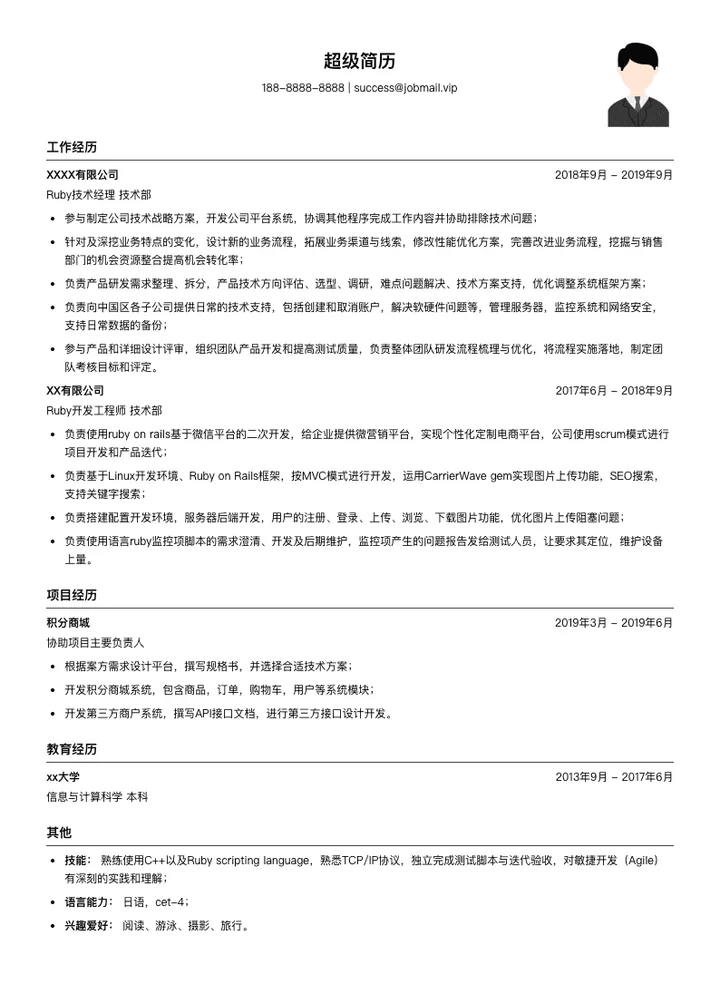 超级简历
188-8888-8888 | success@jobmail.vip
工作经历
XXXX有限公司 2018年9月 – 2019年9月
Ruby技术经理 技术部
• 参与制定公司技术战略方案，开发公司平台系统，协调其他程序完成工作内容并协助排除技术问题；
• 针对及深挖业务特点的变化，设计新的业务流程，拓展业务渠道与线索，修改性能优化方案，完善改进业务流程，挖掘与销售
部门的机会资源整合提高机会转化率；
• 负责产品研发需求整理、拆分，产品技术方向评估、选型、调研，难点问题解决、技术方案支持，优化调整系统框架方案；
• 负责向中国区各子公司提供日常的技术支持，包括创建和取消账户，解决软硬件问题等，管理服务器，监控系统和网络安全，
支持日常数据的备份；
• 参与产品和详细设计评审，组织团队产品开发和提高测试质量，负责整体团队研发流程梳理与优化，将流程实施落地，制定团
队考核目标和评定。
XX有限公司 2017年6月 – 2018年9月
Ruby开发工程师 技术部
• 负责使用ruby on rails基于微信平台的二次开发，给企业提供微营销平台，实现个性化定制电商平台，公司使用scrum模式进行
项目开发和产品迭代；
• 负责基于Linux开发环境、Ruby on Rails框架，按MVC模式进行开发，运用CarrierWave gem实现图片上传功能，SEO搜索，
支持关键字搜索；
• 负责搭建配置开发环境，服务器后端开发，用户的注册、登录、上传、浏览、下载图片功能，优化图片上传阻塞问题；
• 负责使用语言ruby监控项脚本的需求澄清、开发及后期维护，监控项产生的问题报告发给测试人员，让要求其定位，维护设备
上量。
项目经历
积分商城 2019年3月 – 2019年6月
协助项目主要负责人
• 根据案方需求设计平台，撰写规格书，并选择合适技术方案；
• 开发积分商城系统，包含商品，订单，购物车，用户等系统模块；
• 开发第三方商户系统，撰写API接口文档，进行第三方接口设计开发。
教育经历
xx大学 2013年9月 – 2017年6月
信息与计算科学 本科
其他
• 技能： 熟练使用C++以及Ruby scripting language，熟悉TCP/IP协议，独立完成测试脚本与迭代验收，对敏捷开发（Agile）
有深刻的实践和理解；
• 语言能力： 日语，cet-4；
• 兴趣爱好： 阅读、游泳、摄影、旅行。